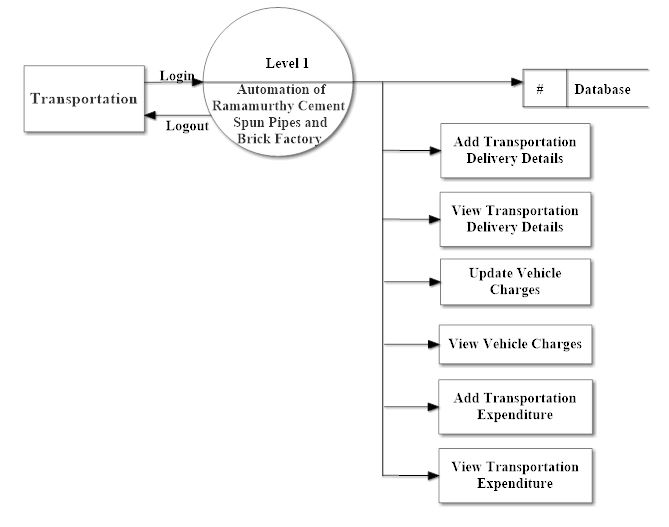 Level 1
Login
Automation of
Ramamurthy Cement
Spun Pipes and
Brick Factory
Transportation
Logout
# Database
Add Transportation
Delivery Details
View Transportation
Delivery Details
Update Vehicle
Charges
View Vehicle Charges
Add Transportation
Expenditure
View Transportation
Expenditure